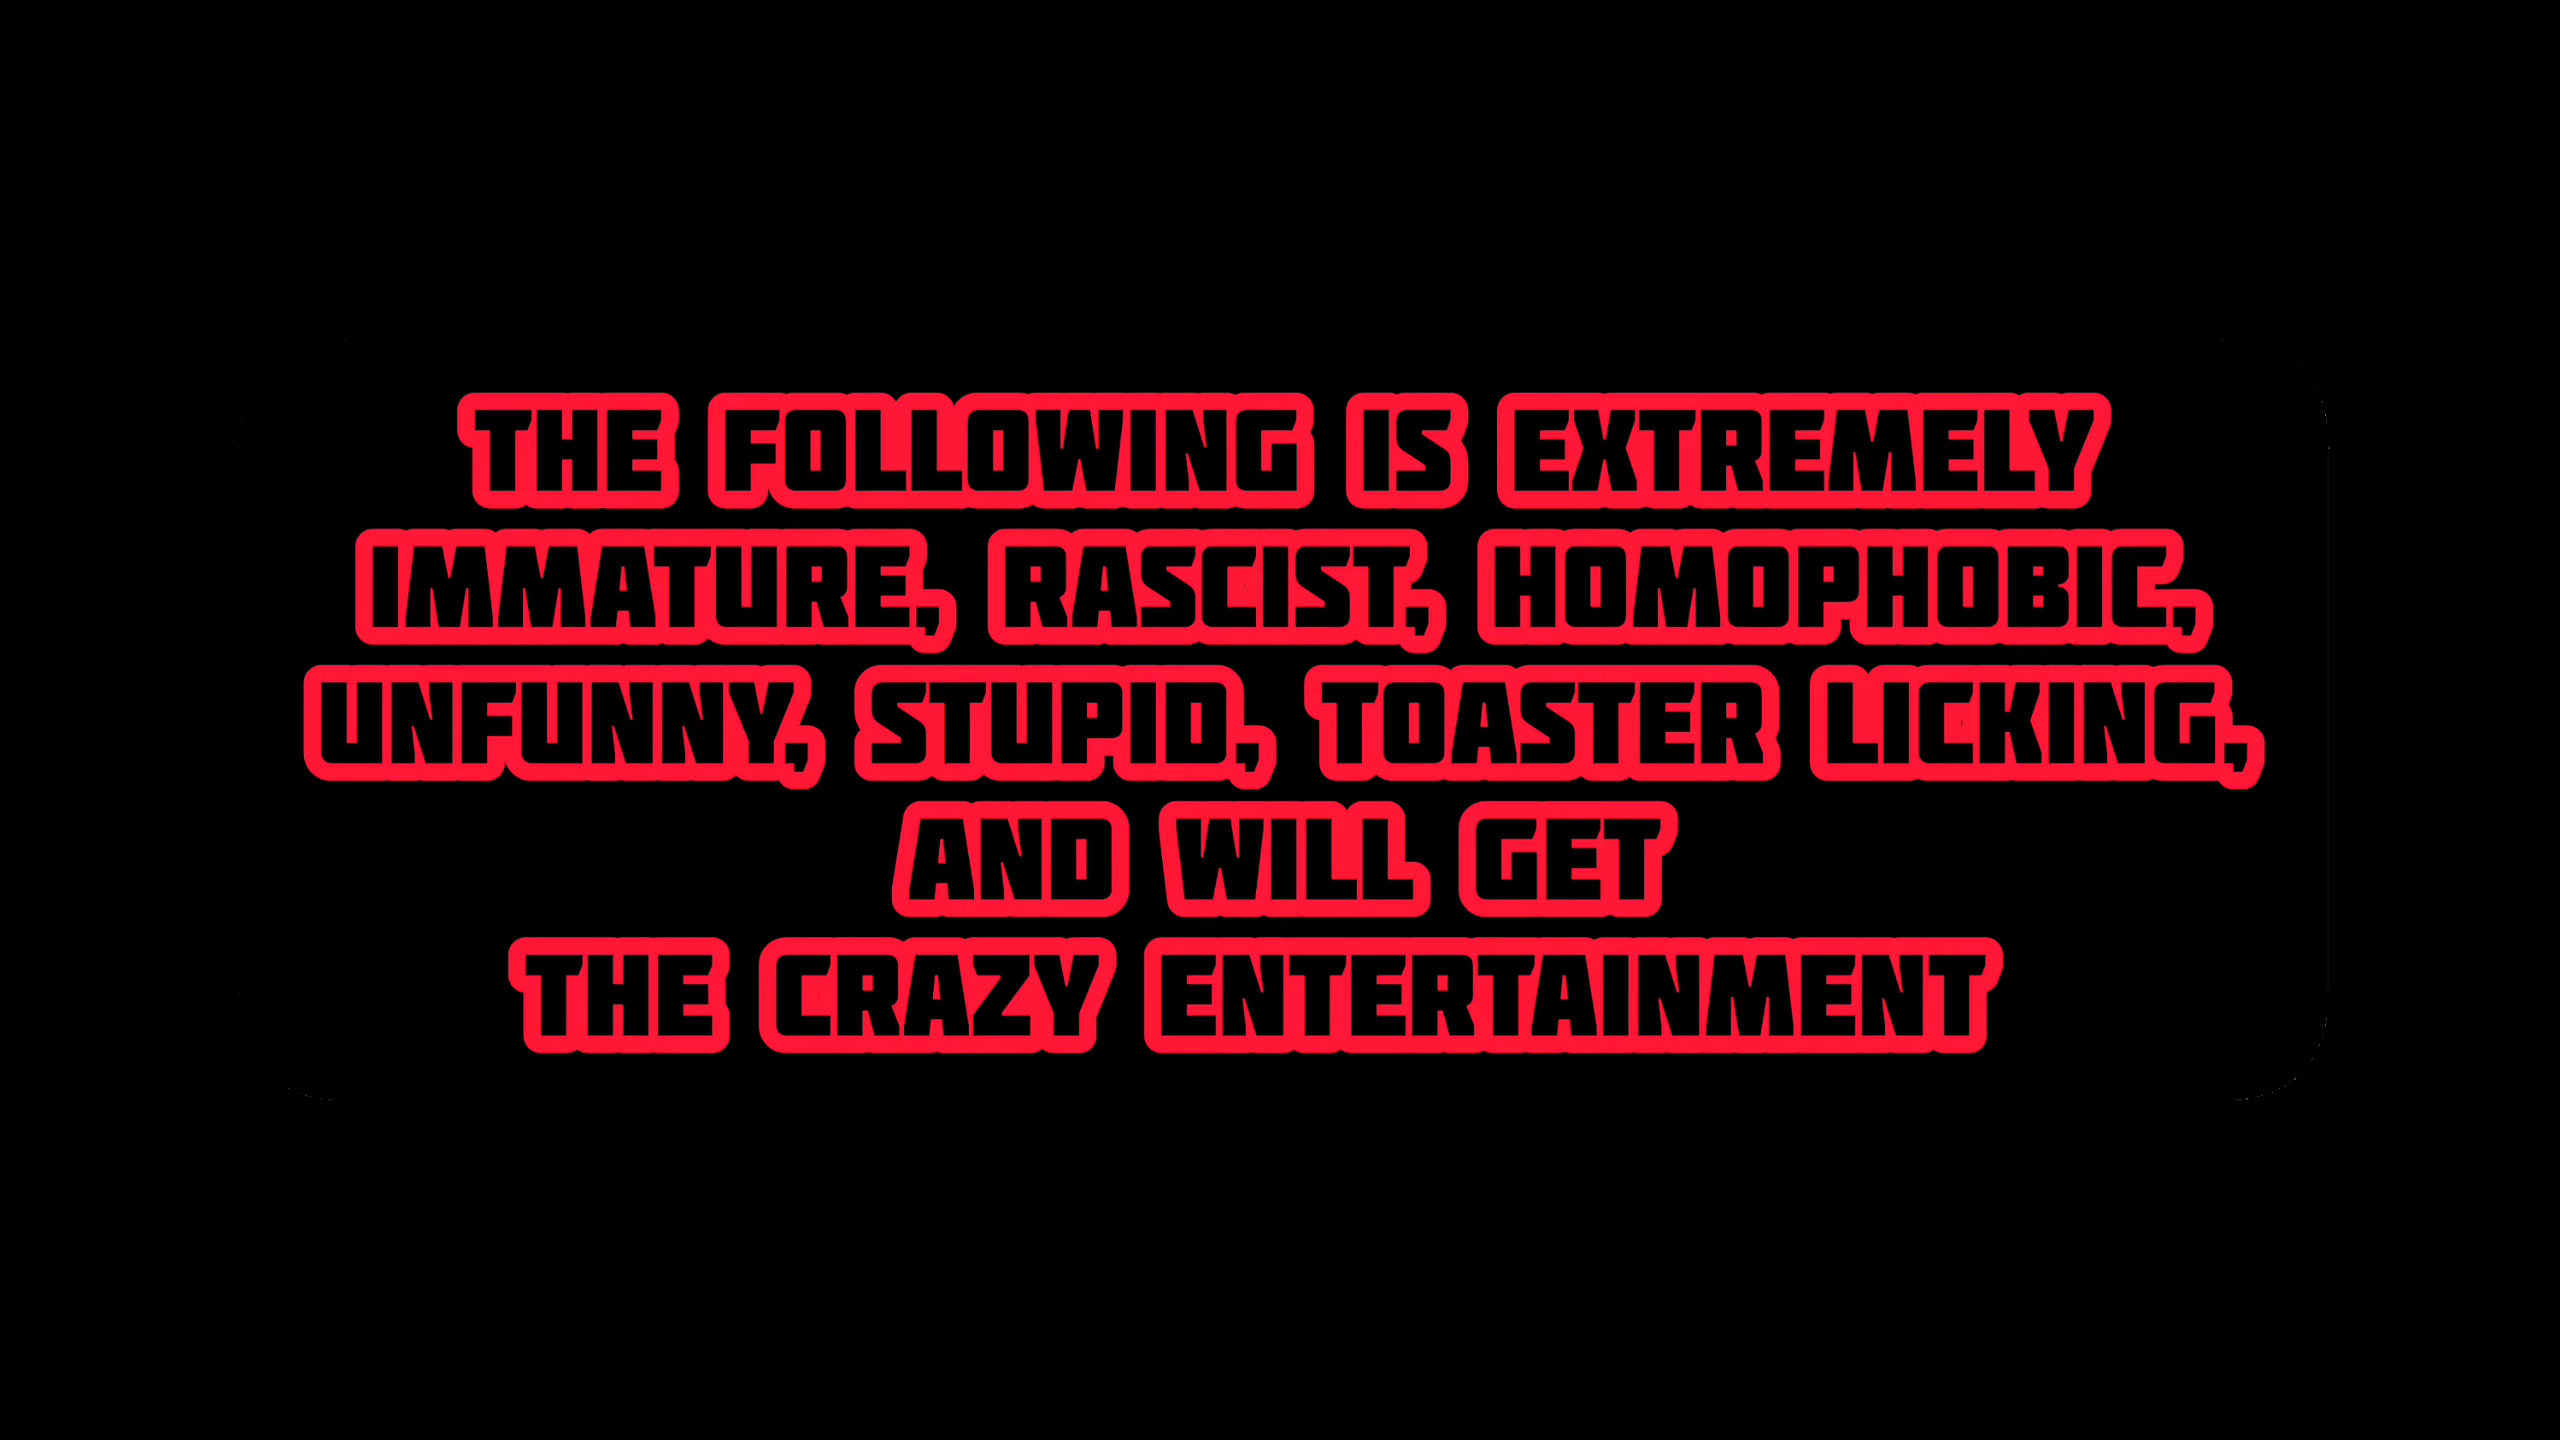 THE FOLLOWING IS EXTREMELY
IMMATURE, RASCIST, HOMOPHOBIC,
UNFUNNY, STUPID, TOASTER LICKING,
AND WILL GET
THE CRAZY ENTERTAINMENT